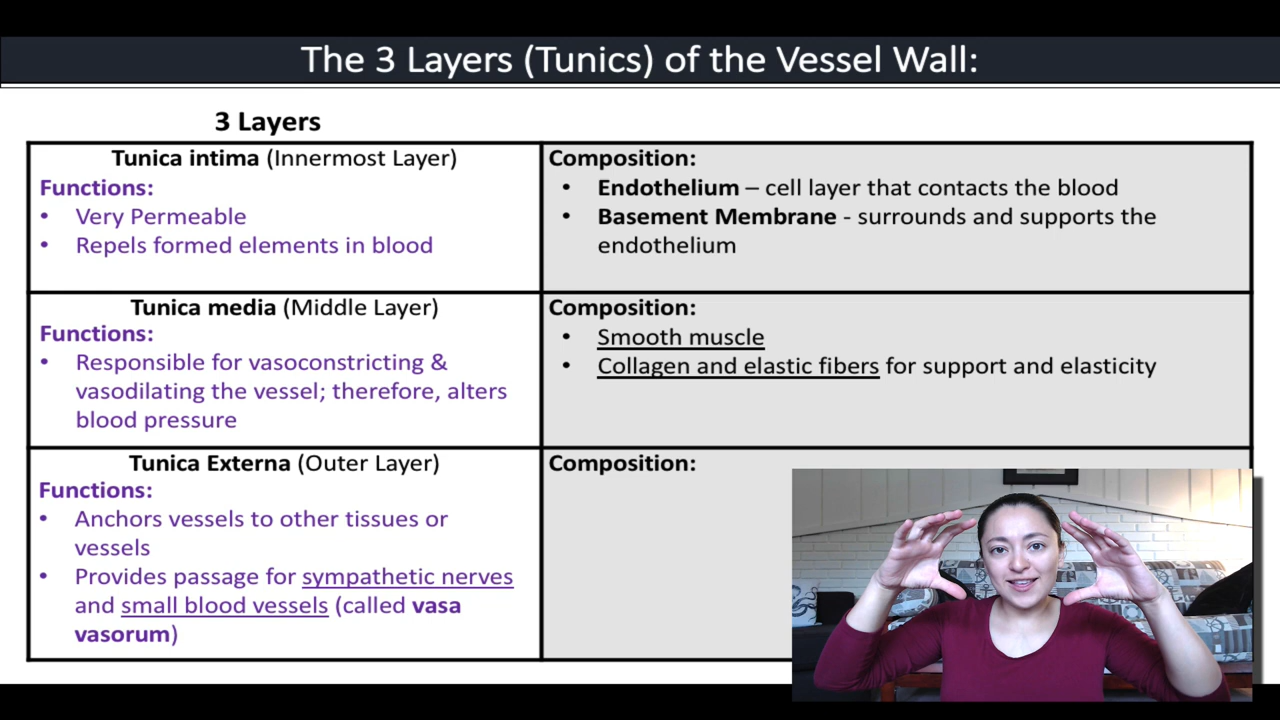 The 3 Layers (Tunics) of the Vessel Wall:
3 Layers
Tunica intima (Innermost Layer)
Functions:
• Very Permeable
• Repels formed elements in blood
Composition:
• Endothelium – cell layer that contacts the blood
• Basement Membrane - surrounds and supports the
endothelium
Tunica media (Middle Layer)
Functions:
• Responsible for vasoconstricting &
vasodilating the vessel; therefore, alters
blood pressure
Composition:
• Smooth muscle
• Collagen and elastic fibers for support and elasticity
Tunica Externa (Outer Layer)
Functions:
• Anchors vessels to other tissues or
vessels
• Provides passage for sympathetic nerves
and small blood vessels (called vasa
vasorum)
Composition: